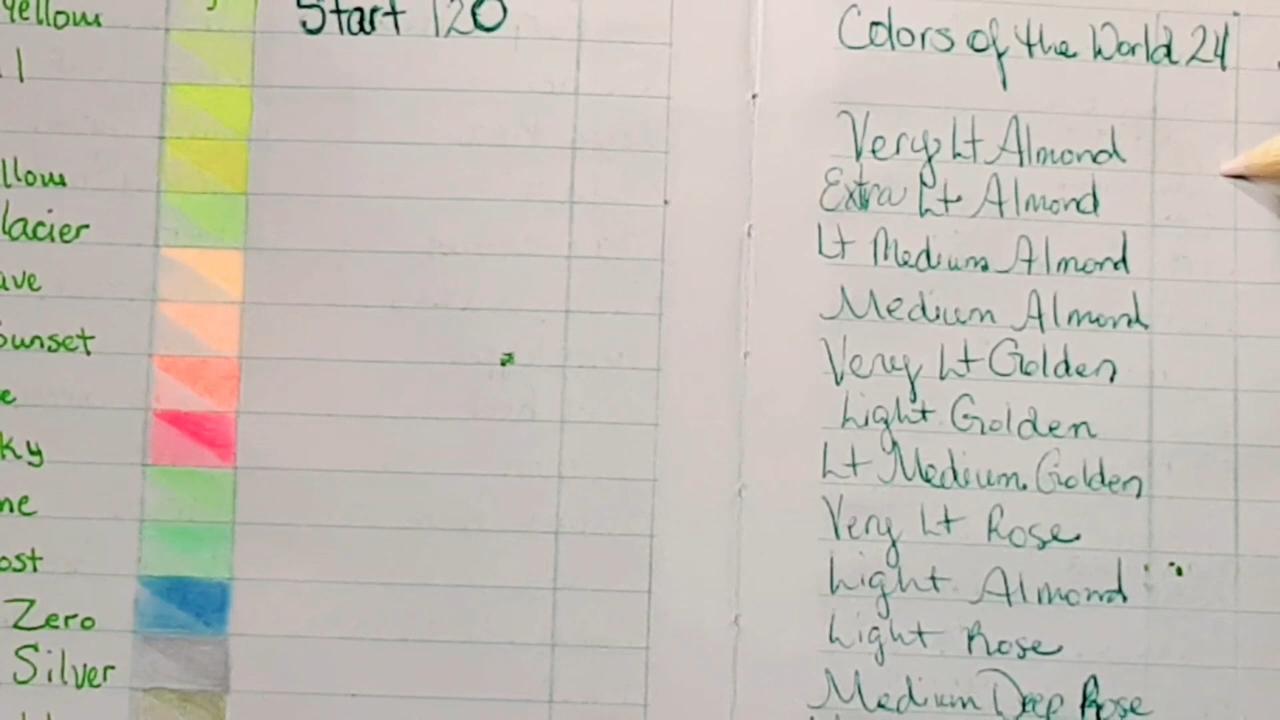 Yellow
Start 120
l
llow
lacier
ave
Sunset
e
ky
ne
ost
Zero
Silver
Colors of the World 24
Very Lt Almond
Extra Lt Almond
Lt Medium Almond
Medium Almond
Very Lt Golden
Light Golden
Lt Medium Golden
Very Lt Rose
Light Almond
Light Rose
Medium Deep Rose